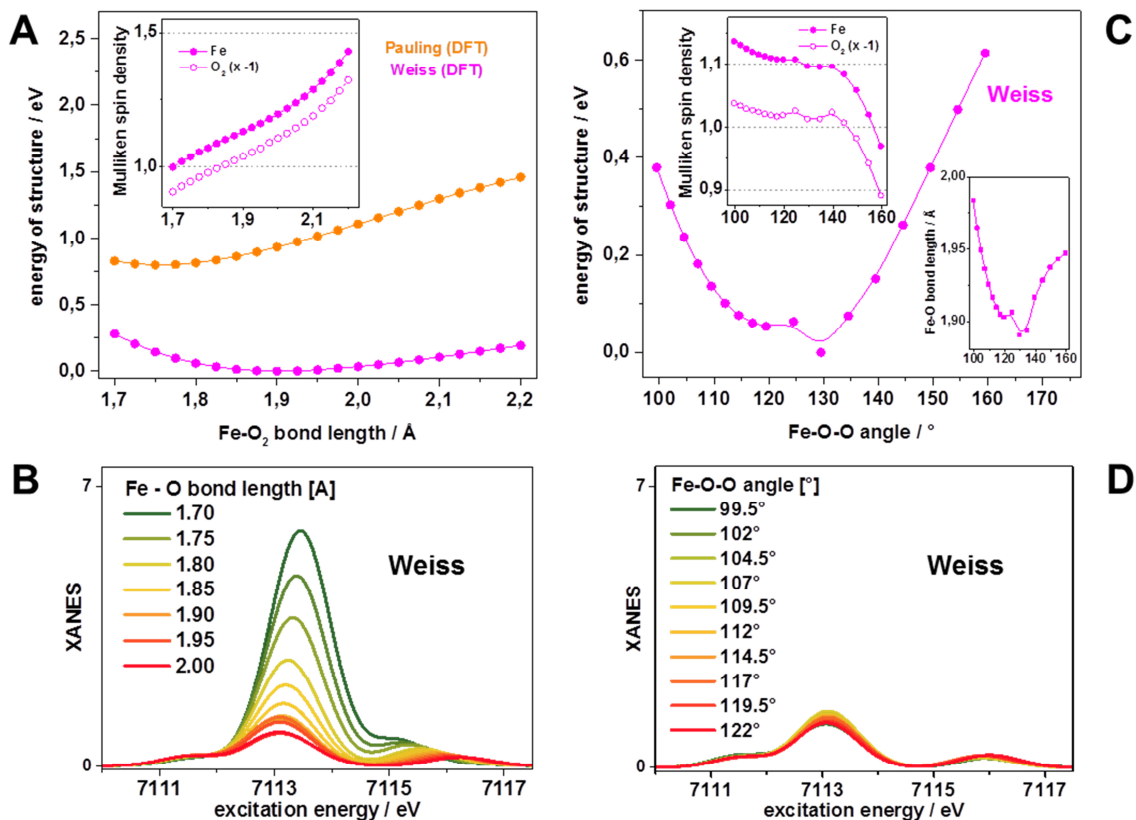 A
2,5
2,0
1,5
1,0
0,5
0,0
energy of structure / eV
1,7
1,8
1,9
2,0
2,1
2,2
Fe-O2 bond length / Å
1,5
1,0
Mulliken spin density
1,7
1,9
2,1
Fe
O2 (x -1)
Pauling (DFT)
Weiss (DFT)
C
0,6
0,4
0,2
0,0
energy of structure / eV
100
110
120
130
140
150
160
170
Fe-O-O angle / °
Weiss
1,1
1,0
0,9
Mulliken spin density
100
120
140
160
Fe
O2 (x -1)
2,00
1,95
1,90
Fe-O bond length / Å
100
120
140
160
B
7
0
XANES
Fe - O bond length [A]
1.70
1.75
1.80
1.85
1.90
1.95
2.00
Weiss
7111
7113
7115
7117
excitation energy / eV
D
7
0
XANES
Fe-O-O angle [°]
99.5°
102°
104.5°
107°
109.5°
112°
114.5°
117°
119.5°
122°
Weiss
7111
7113
7115
7117
excitation energy / eV